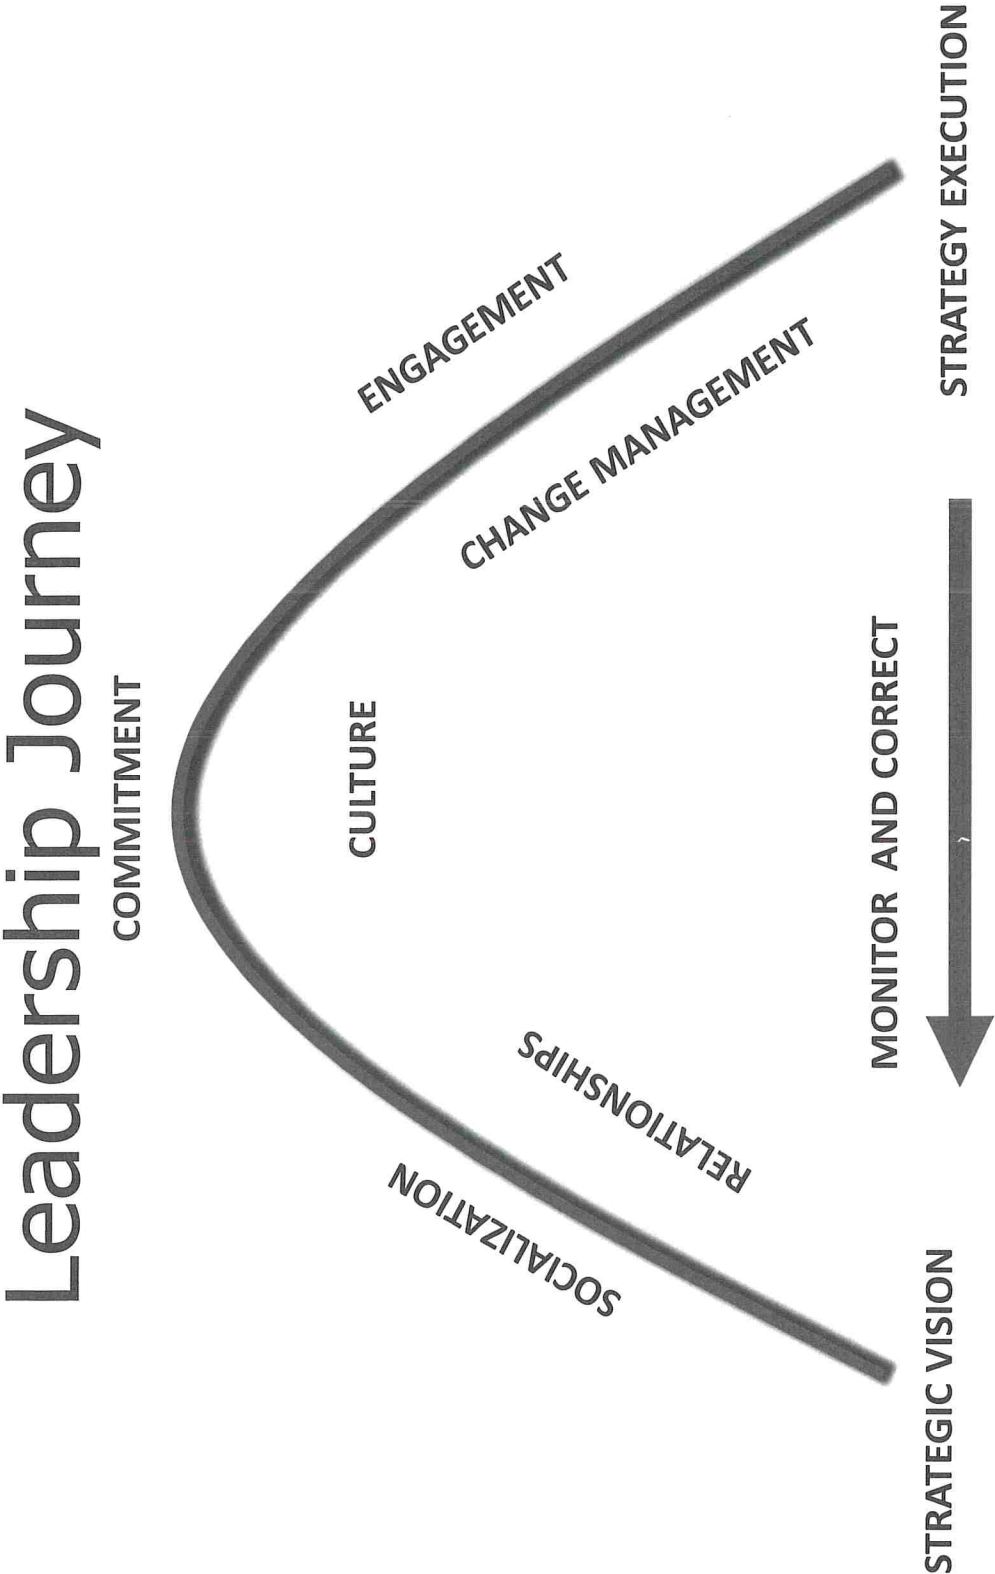 Leadership Journey
COMMITMENT
CULTURE
SOCIALIZATION
RELATIONSHIPS
ENGAGEMENT
CHANGE MANAGEMENT
MONITOR AND CORRECT
STRATEGIC VISION
STRATEGY EXECUTION